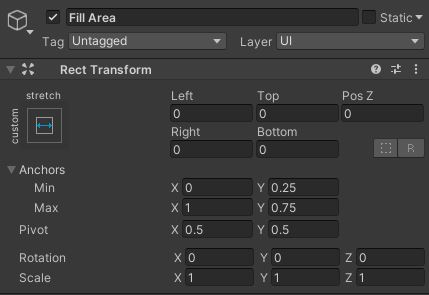 Fill Area Static
Tag Untagged Layer UI
Rect Transform
stretch
custom
Left Top Pos Z
0 0 0
Right Bottom
0 0 R
Anchors
Min X 0 Y 0.25
Max X 1 Y 0.75
Pivot X 0.5 Y 0.5
Rotation X 0 Y 0 Z 0
Scale X 1 Y 1 Z 1